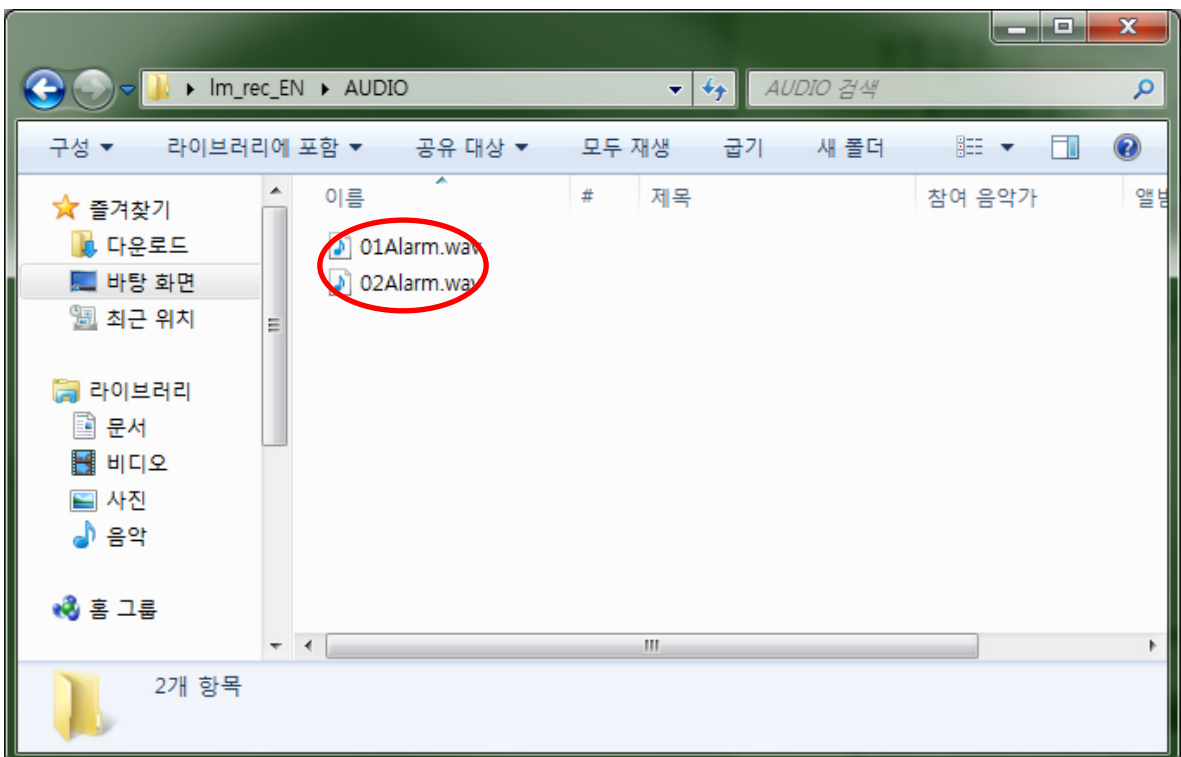 lm_rec_EN ▸ AUDIO
AUDIO 검색
구성 라이브러리에 포함 공유 대상 모두 재생 굽기 새 폴더
이름 # 제목 참여 음악가 앨범
즐겨찾기
다운로드
바탕 화면
최근 위치
라이브러리
문서
비디오
사진
음악
홈 그룹
01Alarm.wav
02Alarm.wav
2개 항목